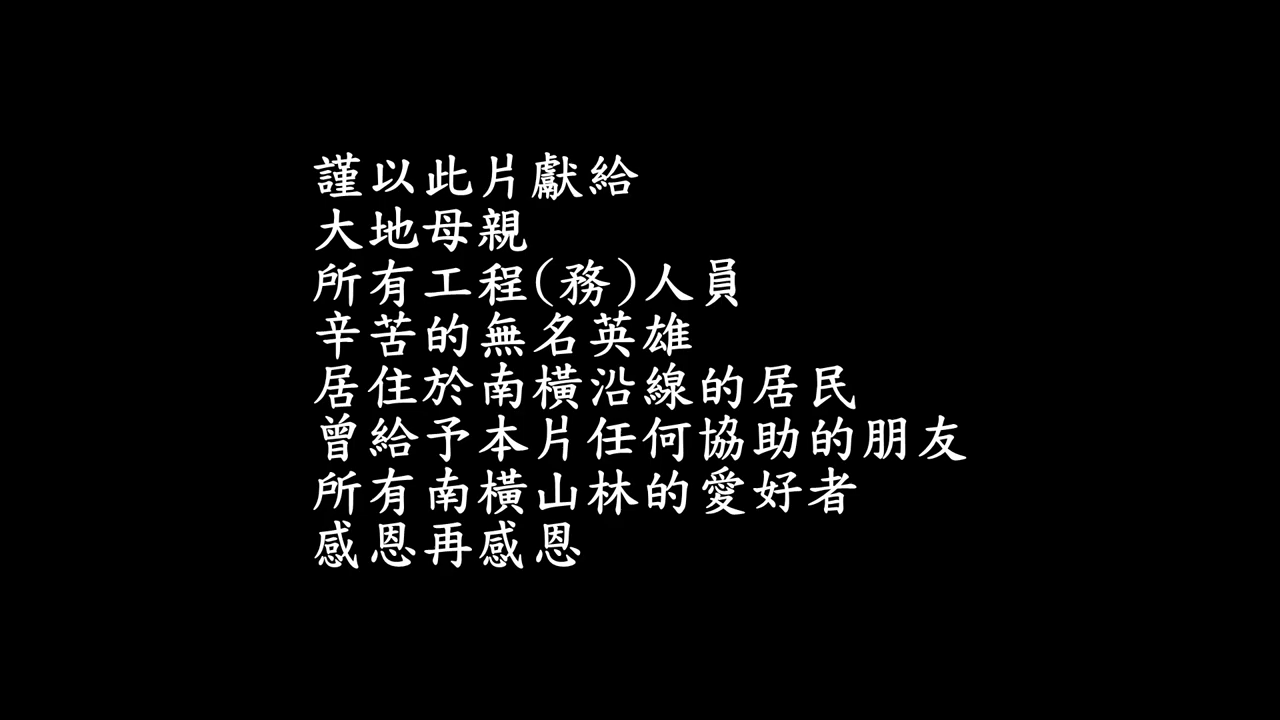 謹以此片獻給
大地母親
所有工程(務)人員
辛苦的無名英雄
居住於南橫沿線的居民
曾給予本片任何協助的朋友
所有南橫山林的愛好者
感恩再感恩